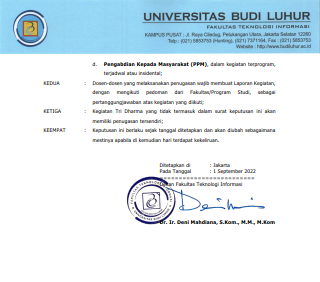 UNIVERSITAS BUDI LUHUR
FAKULTAS TEKNOLOGI INFORMASI
KAMPUS PUSAT : Jl. Raya Ciledug, Petukangan Utara, Jakarta Selatan 12260
Telp : (021) 5853753 (Hunting), (021) 7371164, Fax : (021) 5853753
Website : http://www.budiluhur.ac.id
d. Pengabdian Kepada Masyarakat (PPM), dalam kegiatan terprogram,
terjadwal atau insidental;
KEDUA : Dosen-dosen yang melaksanakan penugasan wajib membuat Laporan Kegiatan,
dengan mengikuti pedoman dari Fakultas/Program Studi, sebagai
pertanggungjawaban atas kegiatan yang diikuti;
KETIGA : Kegiatan Tri Dharma yang tidak termasuk dalam surat keputusan ini akan
memiliki penugasan tersendiri;
KEEMPAT : Keputusan ini berlaku sejak tanggal ditetapkan dan akan diubah sebagaimana
mestinya apabila di kemudian hari terdapat kekeliruan.
Ditetapkan di : Jakarta
Pada Tanggal : 1 September 2022
Dekan Fakultas Teknologi Informasi
Dr. Ir. Deni Mahdiana, S.Kom., M.M., M.Kom